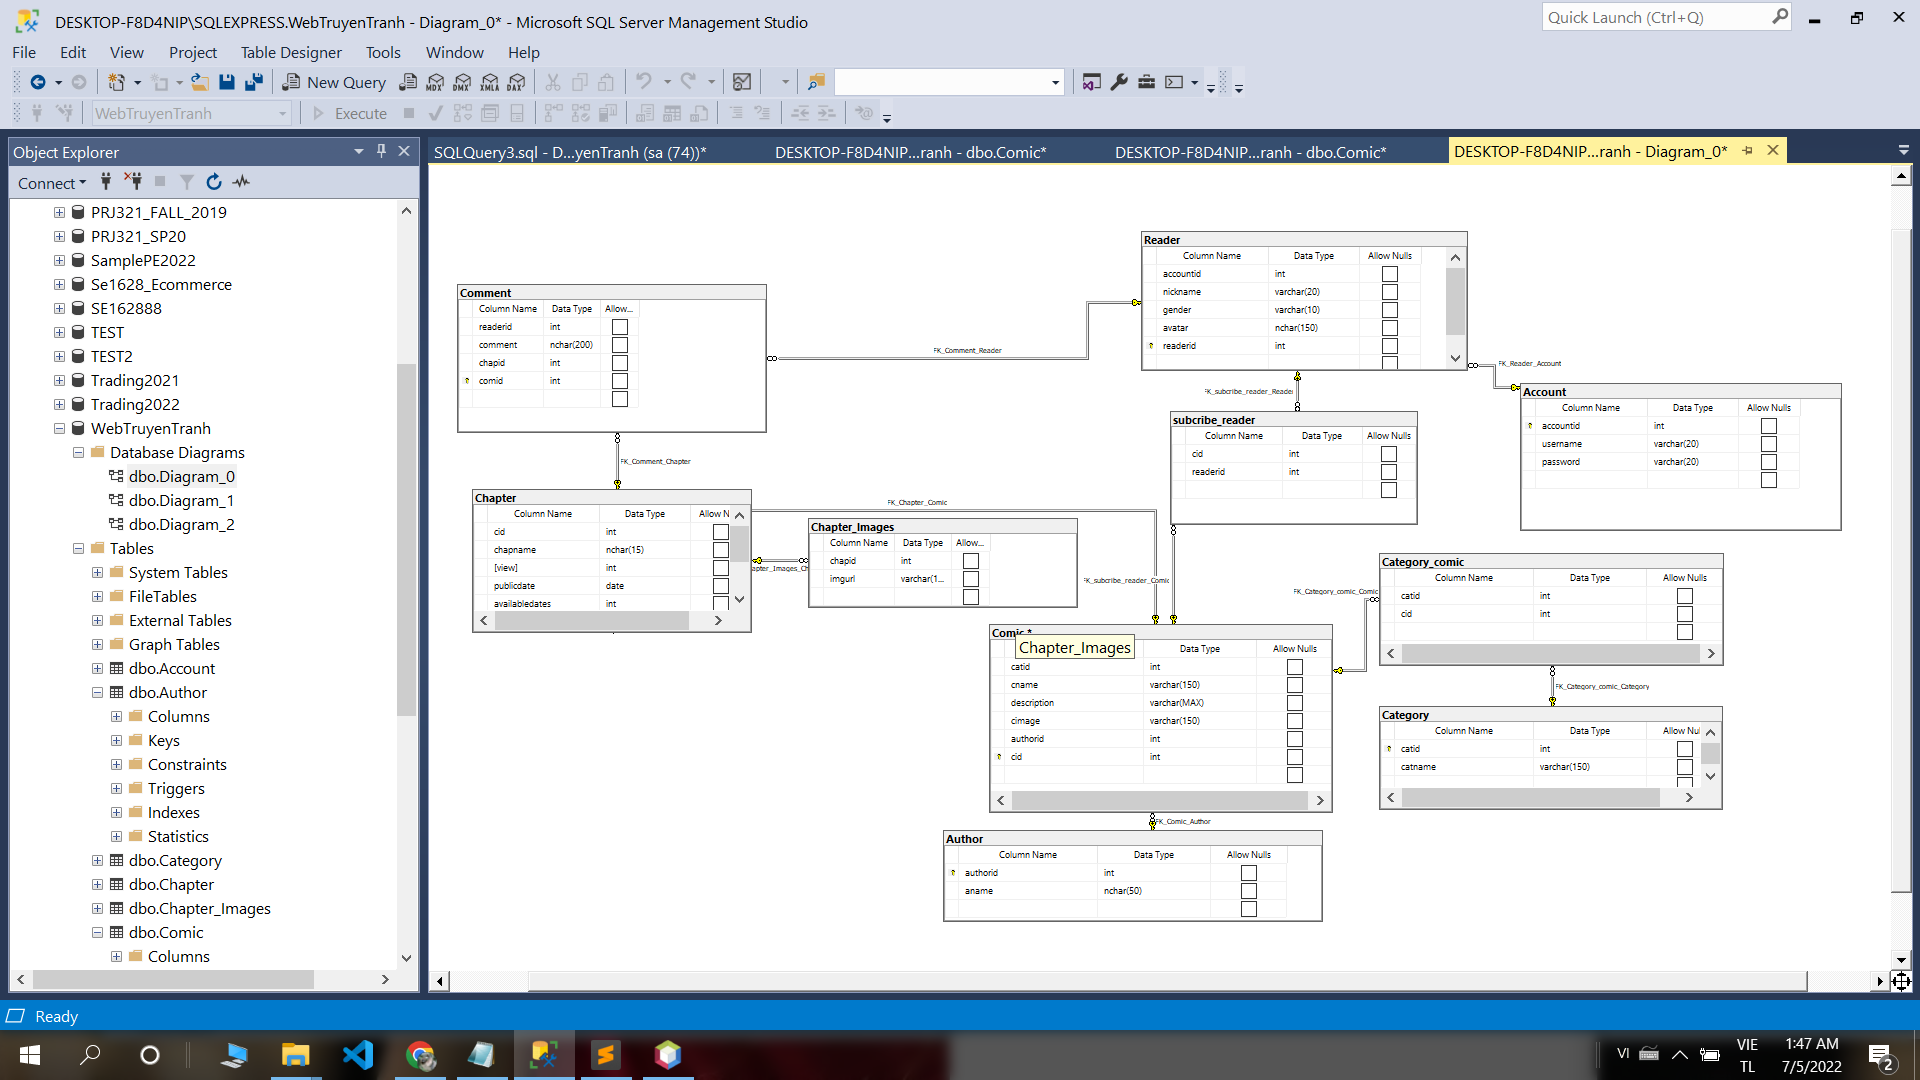 DESKTOP-F8D4NIP\SQLEXPRESS.WebTruyenTranh - Diagram_0* - Microsoft SQL Server Management Studio
Quick Launch (Ctrl+Q)
File Edit View Project Table Designer Tools Window Help
New Query MDX DMX XMLA DAX
WebTruyenTranh Execute
Object Explorer
Connect
PRJ321_FALL_2019
PRJ321_SP20
SamplePE2022
Se1628_Ecommerce
SE162888
TEST
TEST2
Trading2021
Trading2022
WebTruyenTranh
Database Diagrams
dbo.Diagram_0
dbo.Diagram_1
dbo.Diagram_2
Tables
System Tables
FileTables
External Tables
Graph Tables
dbo.Account
dbo.Author
Columns
Keys
Constraints
Triggers
Indexes
Statistics
dbo.Category
dbo.Chapter
dbo.Chapter_Images
dbo.Comic
Columns
SQLQuery3.sql - D...yenTranh (sa (74))* DESKTOP-F8D4NIP...ranh - dbo.Comic* DESKTOP-F8D4NIP...ranh - dbo.Comic* DESKTOP-F8D4NIP...ranh - Diagram_0*
Reader
Column Name Data Type Allow Nulls
accountid int
nickname varchar(20)
gender varchar(10)
avatar nchar(150)
readerid int
Comment
Column Name Data Type Allow...
readerid int
comment nchar(200)
chapid int
comid int
FK_Comment_Reader
FK_Reader_Account
FK_subcribe_reader_Reader
Account
Column Name Data Type Allow Nulls
accountid int
username varchar(20)
password varchar(20)
subcribe_reader
Column Name Data Type Allow Nulls
cid int
readerid int
FK_Comment_Chapter
Chapter
Column Name Data Type Allow N
cid int
chapname nchar(15)
[view] int
publicdate date
availabledates int
FK_Chapter_Comic
Chapter_Images
Column Name Data Type Allow...
chapid int
imgurl varchar(1...
apter_Images_Ch
FK_subcribe_reader_Comic
FK_Category_comic_Comic
Category_comic
Column Name Data Type Allow Nulls
catid int
cid int
FK_Category_comic_Category
Comic *
Chapter_Images
Data Type Allow Nulls
catid int
cname varchar(150)
description varchar(MAX)
cimage varchar(150)
authorid int
cid int
Category
Column Name Data Type Allow Nu
catid int
catname varchar(150)
FK_Comic_Author
Author
Column Name Data Type Allow Nulls
authorid int
aname nchar(50)
Ready
VI
VIE
TL
1:47 AM
7/5/2022
2